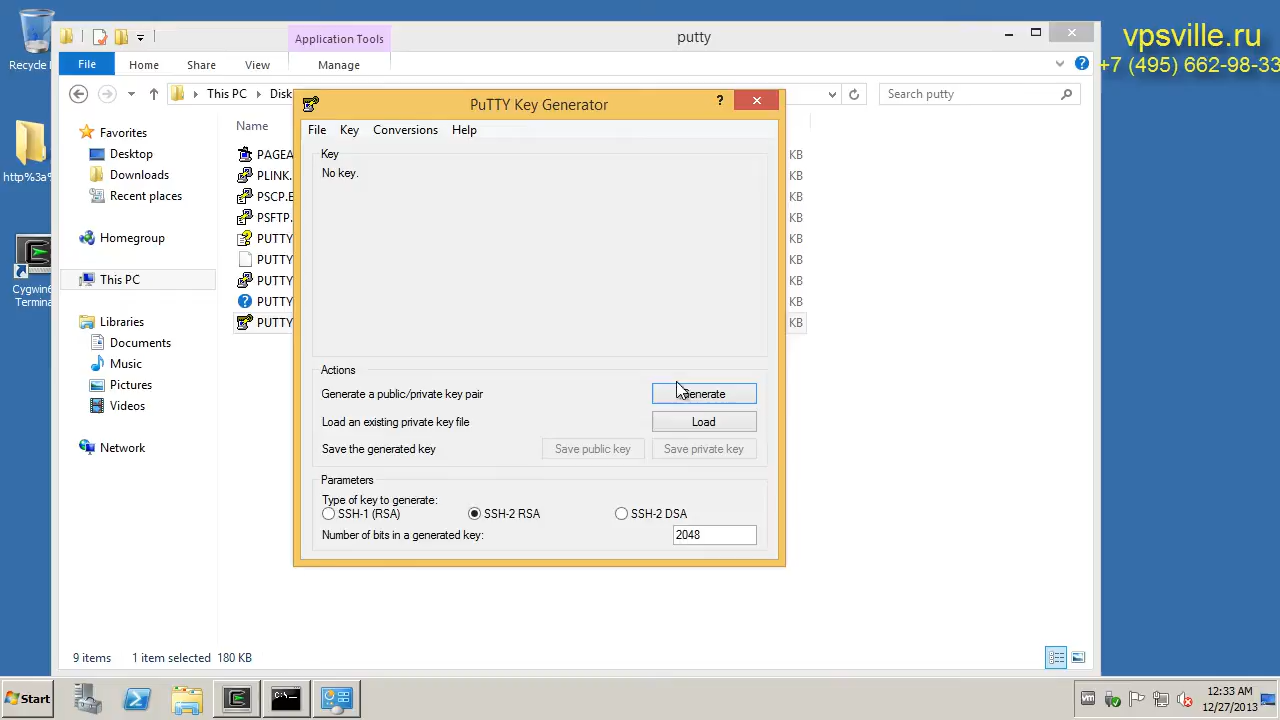 Recycle
http%3a%
Cygwin6
Termina
Application Tools
putty
File
Home
Share
View
Manage
This PC
Disk
Search putty
Name
Favorites
Desktop
Downloads
Recent places
Homegroup
This PC
Libraries
Documents
Music
Pictures
Videos
Network
PAGEA
PLINK.
PSCP.E
PSFTP.
PUTTY
PUTTY
PUTTY
PUTTY
PUTTY
KB
KB
KB
KB
KB
KB
KB
KB
KB
PuTTY Key Generator
?
File
Key
Conversions
Help
Key
No key.
Actions
Generate a public/private key pair
Generate
Load an existing private key file
Load
Save the generated key
Save public key
Save private key
Parameters
Type of key to generate:
SSH-1 (RSA)
SSH-2 RSA
SSH-2 DSA
Number of bits in a generated key:
2048
9 items
1 item selected 180 KB
vpsville.ru
+7 (495) 662-98-33
Start
12:33 AM
12/27/2013